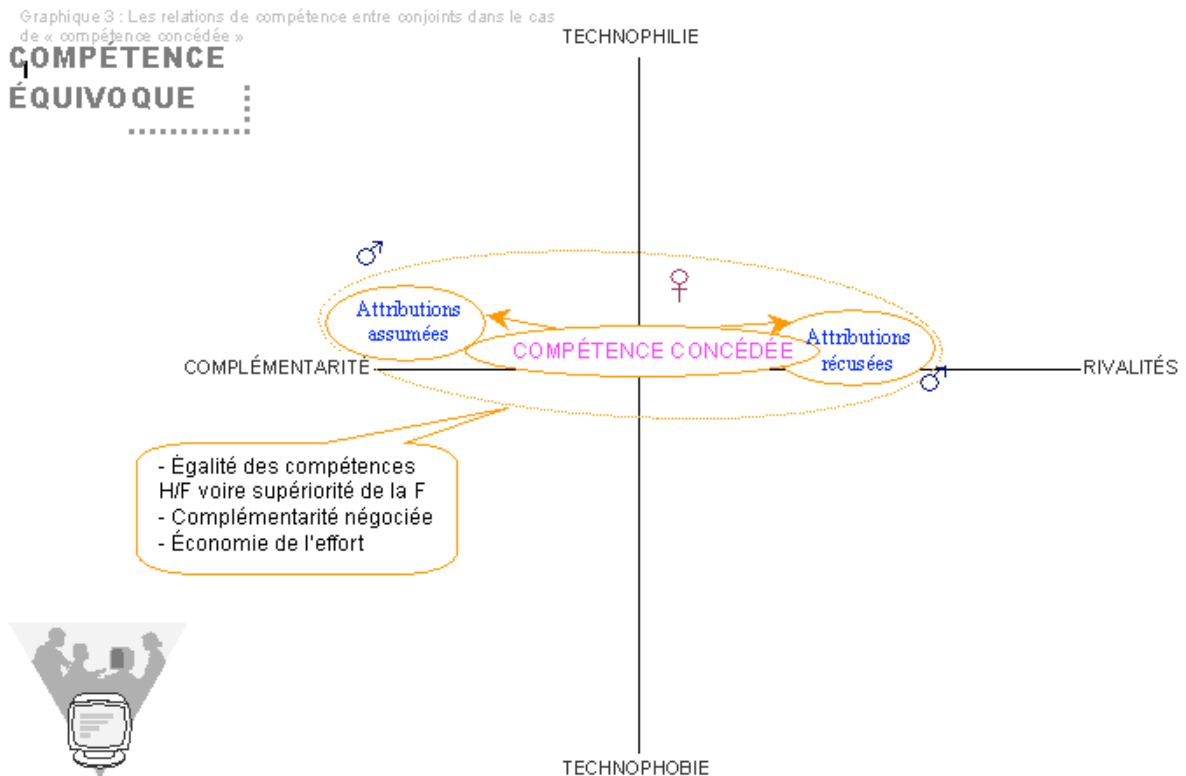 Graphique 3 : Les relations de compétence entre conjoints dans le cas
de « compétence concédée »
COMPÉTENCE
ÉQUIVOQUE
TECHNOPHILIE
Attributions
assumées
COMPÉTENCE CONCÉDÉE
Attributions
récusées
COMPLÉMENTARITÉ
RIVALITÉS
- Égalité des compétences
H/F voire supériorité de la F
- Complémentarité négociée
- Économie de l'effort
TECHNOPHOBIE